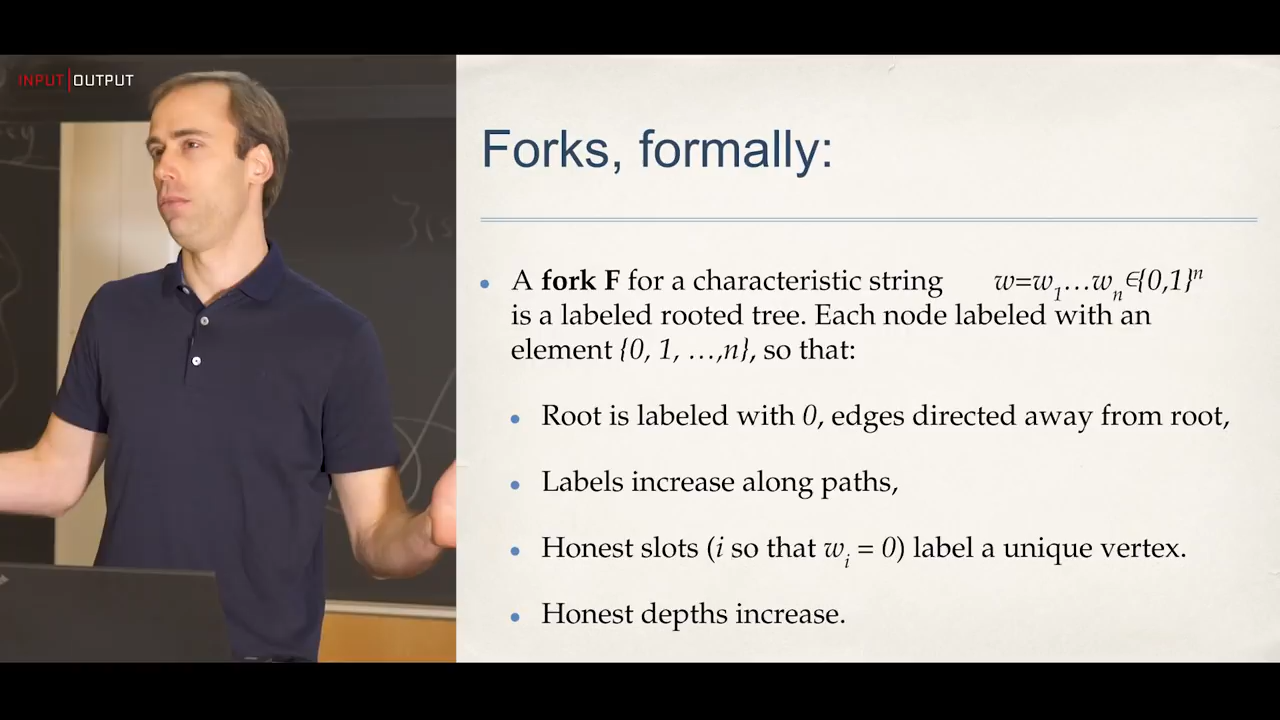 INPUT|OUTPUT
Forks, formally:
• A fork F for a characteristic string w=w₁…wₙ∈{0,1}ⁿ
is a labeled rooted tree. Each node labeled with an
element {0, 1, …,n}, so that:
• Root is labeled with 0, edges directed away from root,
• Labels increase along paths,
• Honest slots (i so that wᵢ = 0) label a unique vertex.
• Honest depths increase.